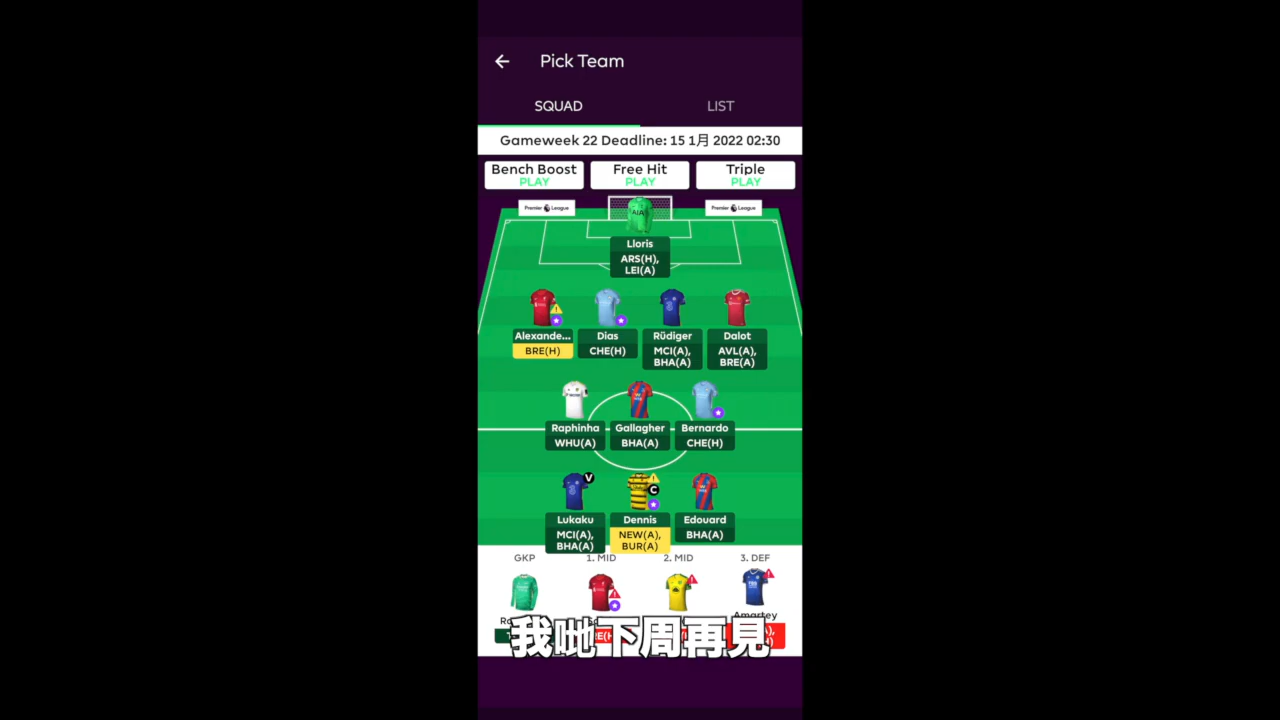 Pick Team
SQUAD LIST
Gameweek 22 Deadline: 15 1月 2022 02:30
Bench Boost Free Hit Triple
PLAY PLAY PLAY
Premier League Premier League
AIA
Lloris
ARS(H),
LEI(A)
Alexande... Dias Rüdiger Dalot
BRE(H) CHE(H) MCI(A), AVL(A),
BHA(A) BRE(A)
Raphinha Gallagher Bernardo
WHU(A) BHA(A) CHE(H)
V
C
Lukaku Dennis Edouard
MCI(A), NEW(A), BHA(A)
BHA(A) BUR(A)
GKP 1. MID 2. MID 3. DEF
Amartey
我哋下周再見